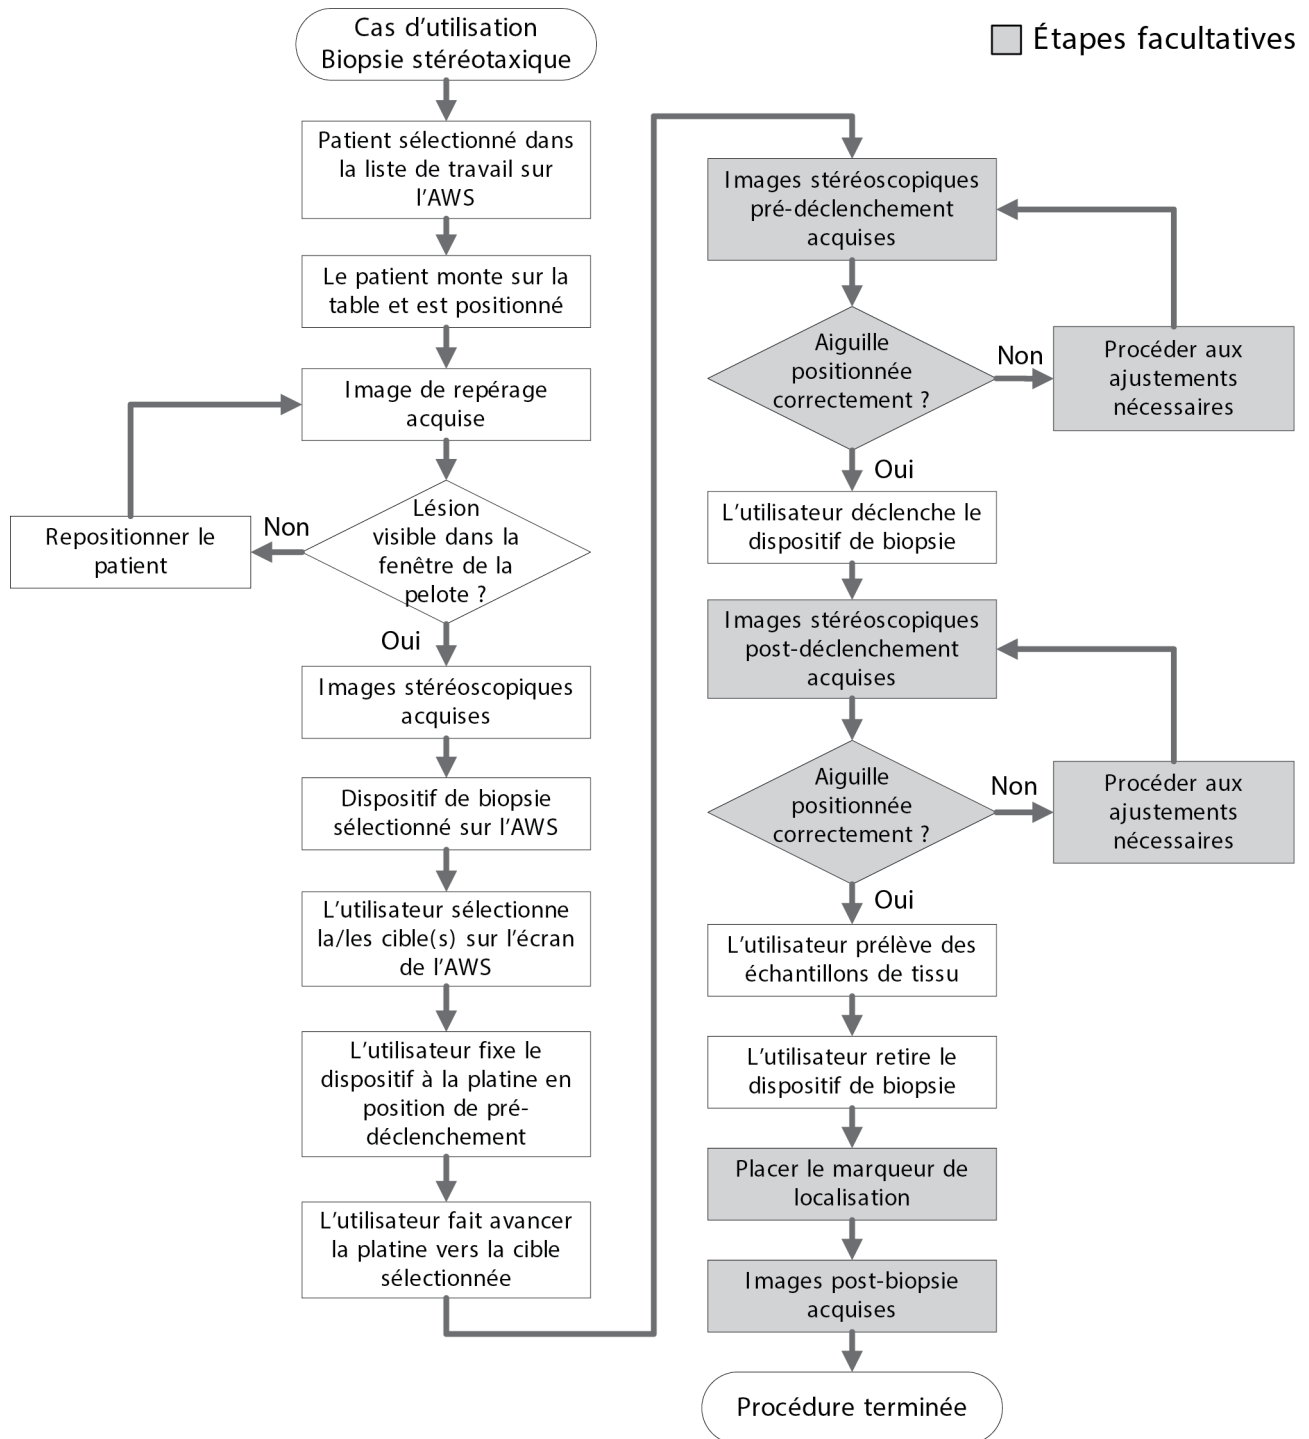 Cas d’utilisation
Biopsie stéréotaxique
Étapes facultatives
Patient sélectionné dans
la liste de travail sur
l’AWS
Le patient monte sur la
table et est positionné
Image de repérage
acquise
Lésion
visible dans la
fenêtre de la
pelote ?
Non
Repositionner le
patient
Oui
Images stéréoscopiques
acquises
Dispositif de biopsie
sélectionné sur l’AWS
L’utilisateur sélectionne
la/les cible(s) sur l’écran
de l’AWS
L’utilisateur fixe le
dispositif à la platine en
position de pré-
déclenchement
L’utilisateur fait avancer
la platine vers la cible
sélectionnée
Images stéréoscopiques
pré-déclenchement
acquises
Aiguille
positionnée
correctement ?
Non
Procéder aux
ajustements
nécessaires
Oui
L’utilisateur déclenche le
dispositif de biopsie
Images stéréoscopiques
post-déclenchement
acquises
Aiguille
positionnée
correctement ?
Non
Procéder aux
ajustements
nécessaires
Oui
L’utilisateur prélève des
échantillons de tissu
L’utilisateur retire le
dispositif de biopsie
Placer le marqueur de
localisation
Images post-biopsie
acquises
Procédure terminée